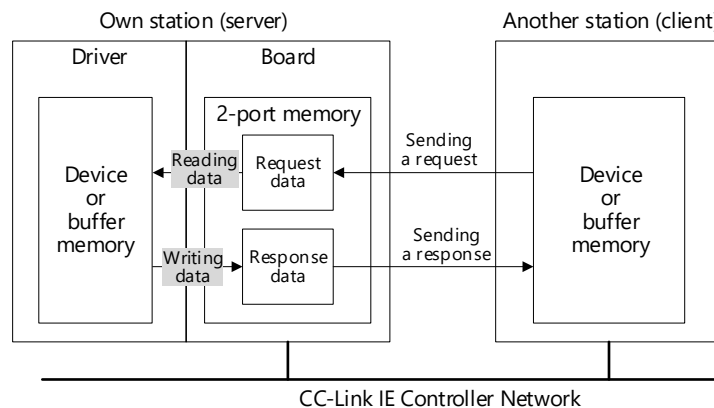 Own station (server)
Another station (client
Driver
Board
2-port memory
Device
or
buffer
memory
Reading
data
Request
data
Sending
a request
Writing
data
Response
data
Sending
a response
Device
or
buffer
memory
CC-Link IE Controller Network